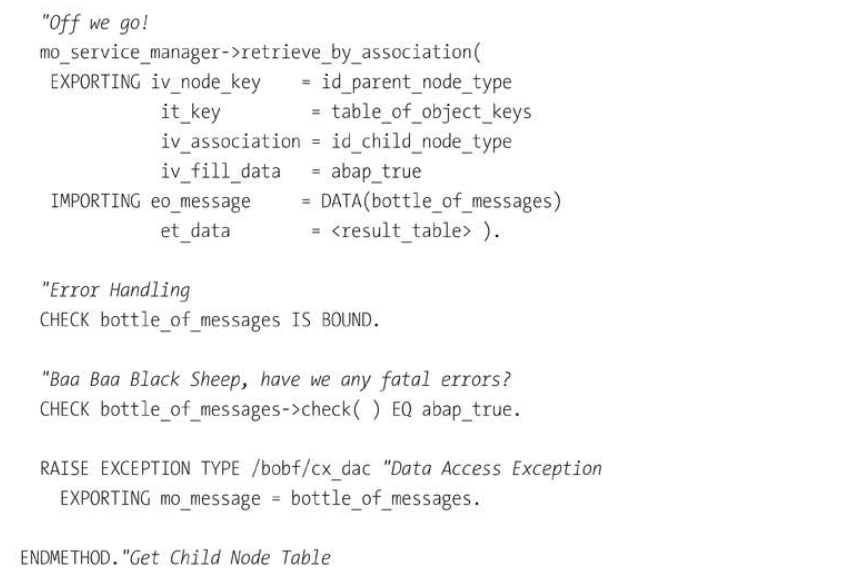 "Off we go!
mo_service_manager->retrieve_by_association(
EXPORTING iv_node_key = id_parent_node_type
it_key = table_of_object_keys
iv_association = id_child_node_type
iv_fill_data = abap_true
IMPORTING eo_message = DATA(bottle_of_messages)
et_data = <result_table> ).
"Error Handling
CHECK bottle_of_messages IS BOUND.
"Baa Baa Black Sheep, have we any fatal errors?
CHECK bottle_of_messages->check( ) EQ abap_true.
RAISE EXCEPTION TYPE /bobf/cx_dac "Data Access Exception
EXPORTING mo_message = bottle_of_messages.
ENDMETHOD."Get Child Node Table